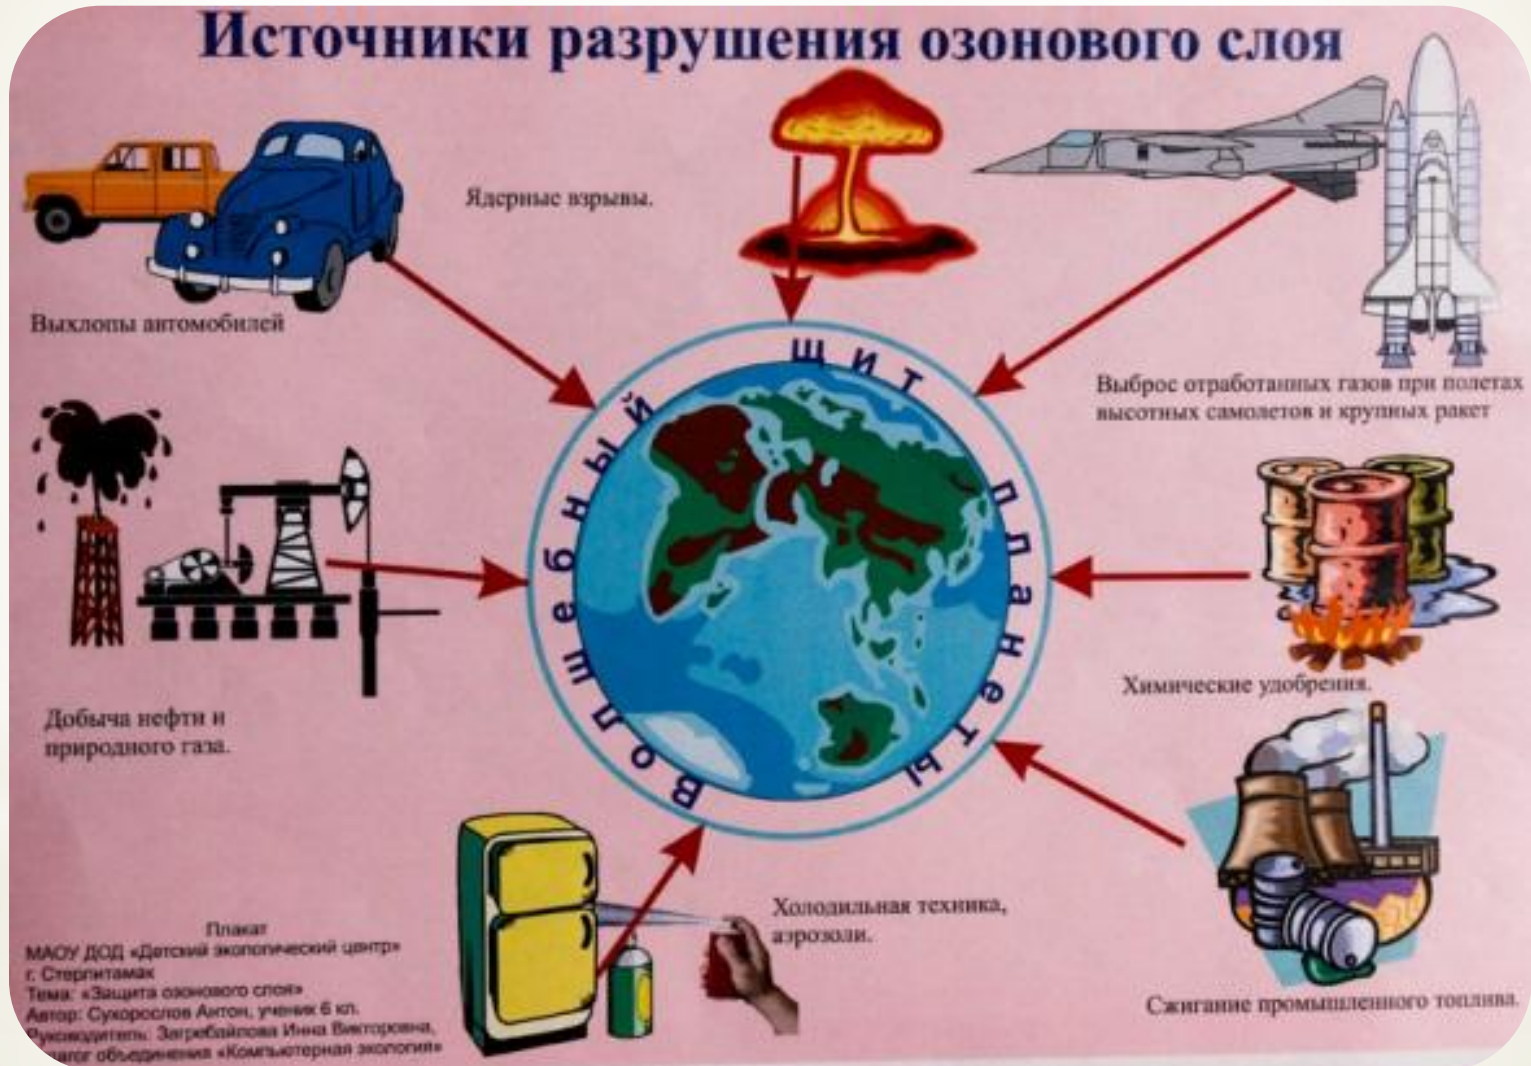 Источники разрушения озонового слоя
Ядерные взрывы.
Выхлопы автомобилей
Выброс отработанных газов при полетах
высотных самолетов и крупных ракет
Волшебный щит планеты
Добыча нефти и
природного газа.
Химические удобрения.
Холодильная техника,
аэрозоли.
Сжигание промышленного топлива.
Плакат
МАОУ ДОД «Детский экологический центр»
г. Стерлитамак
Тема: «Защита озонового слоя»
Автор: Сухорослов Антон, ученик 6 кл.
Руководитель: Загребайлова Инна Викторовна,
объединения «Компьютерная экология»